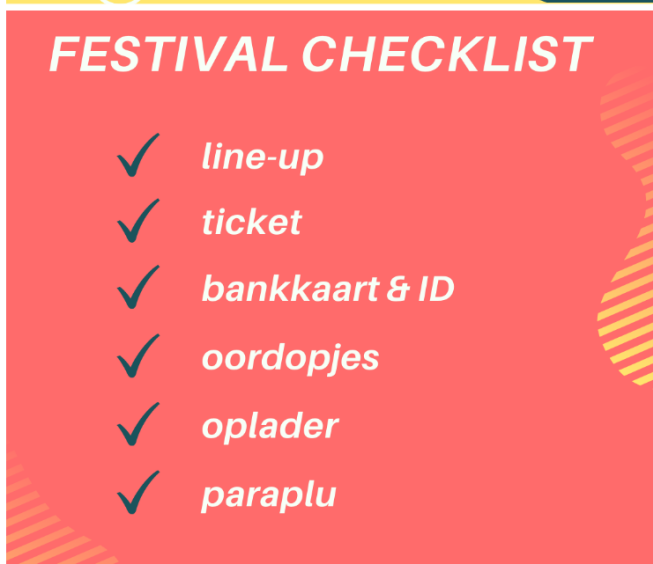 FESTIVAL CHECKLIST
line-up
ticket
bankkaart & ID
oordopjes
oplader
paraplu